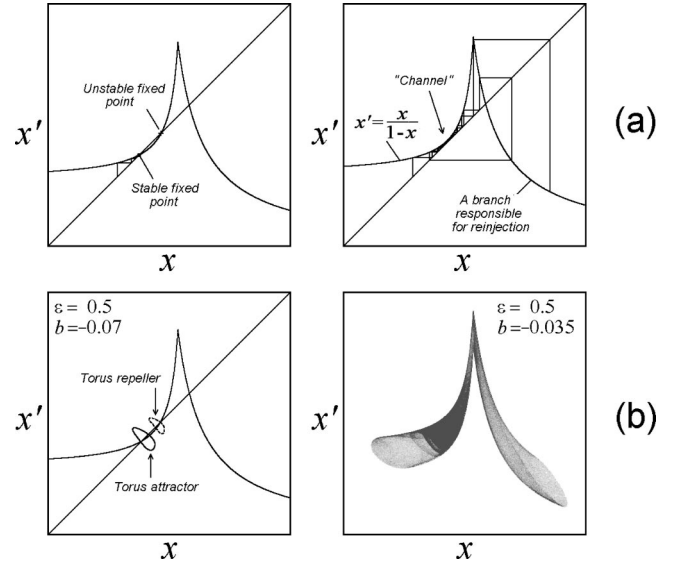 x′
Unstable fixed
point
Stable fixed
point
x
x′
"Channel"
x′= x
1-x
A branch
responsible
for reinjection
x
(a)
x′
ε = 0.5
b =-0.07
Torus repeller
Torus attractor
x
x′
ε = 0.5
b =-0.035
x
(b)